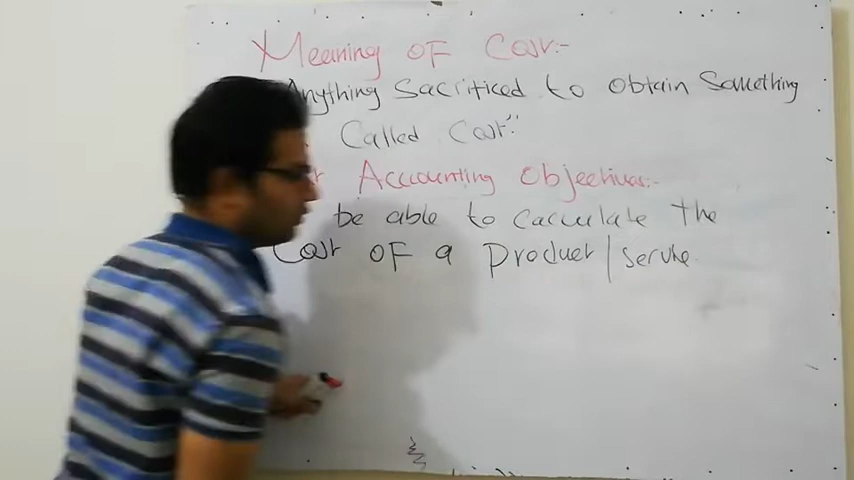 Meaning OF Cost:-
Anything Sacrificed to Obtain Something
Called Cost."
Accounting Objectives:-
be able to calculate the
Cost OF a Product/Service